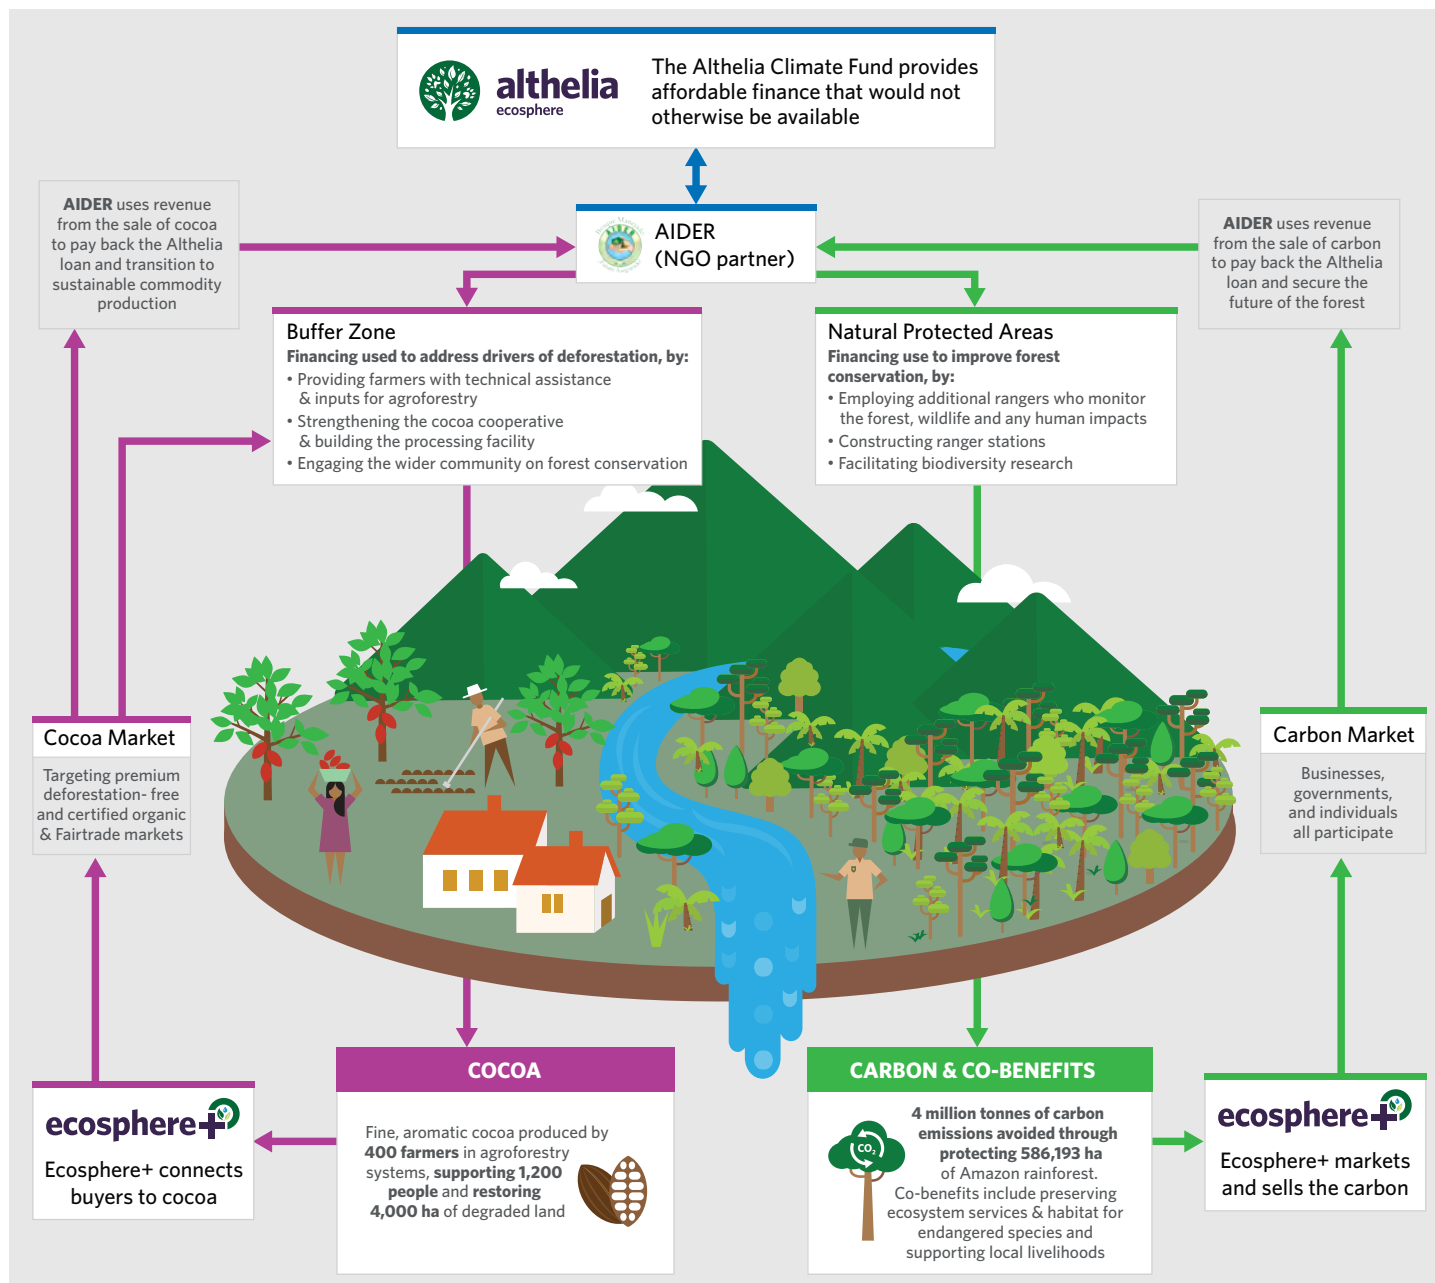 althelia
ecosphere
The Althelia Climate Fund provides
affordable finance that would not
otherwise be available
AIDER uses revenue
from the sale of cocoa
to pay back the Althelia
loan and transition to
sustainable commodity
production
AIDER
(NGO partner)
AIDER uses revenue
from the sale of carbon
to pay back the Althelia
loan and secure the
future of the forest
Buffer Zone
Financing used to address drivers of deforestation, by:
• Providing farmers with technical assistance
& inputs for agroforestry
• Strengthening the cocoa cooperative
& building the processing facility
• Engaging the wider community on forest conservation
Natural Protected Areas
Financing use to improve forest
conservation, by:
• Employing additional rangers who monitor
the forest, wildlife and any human impacts
• Constructing ranger stations
• Facilitating biodiversity research
Cocoa Market
Targeting premium
deforestation- free
and certified organic
& Fairtrade markets
Carbon Market
Businesses,
governments,
and individuals
all participate
ecosphere+
Ecosphere+ connects
buyers to cocoa
COCOA
Fine, aromatic cocoa produced by
400 farmers in agroforestry
systems, supporting 1,200
people and restoring
4,000 ha of degraded land
CARBON & CO-BENEFITS
CO₂
4 million tonnes of carbon
emissions avoided through
protecting 586,193 ha
of Amazon rainforest.
Co-benefits include preserving
ecosystem services & habitat for
endangered species and
supporting local livelihoods
ecosphere+
Ecosphere+ markets
and sells the carbon